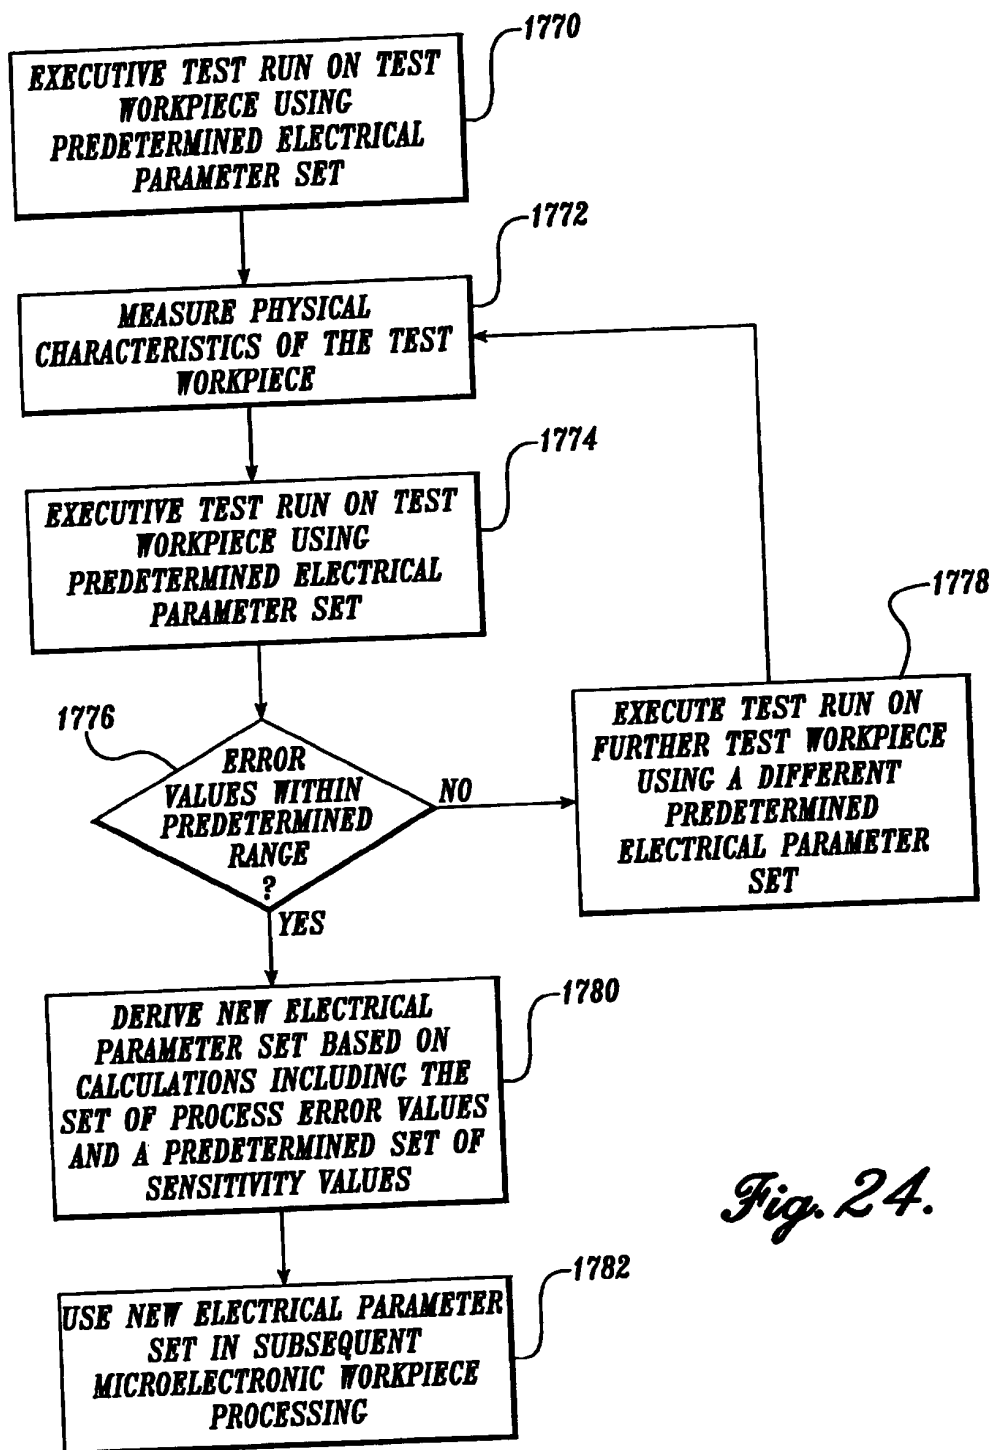 1770
EXECUTIVE TEST RUN ON TEST
WORKPIECE USING
PREDETERMINED ELECTRICAL
PARAMETER SET
1772
MEASURE PHYSICAL
CHARACTERISTICS OF THE TEST
WORKPIECE
1774
EXECUTIVE TEST RUN ON TEST
WORKPIECE USING
PREDETERMINED ELECTRICAL
PARAMETER SET
1776
ERROR
VALUES WITHIN
PREDETERMINED
RANGE
?
NO
YES
1778
EXECUTE TEST RUN ON
FURTHER TEST WORKPIECE
USING A DIFFERENT
PREDETERMINED
ELECTRICAL PARAMETER
SET
1780
DERIVE NEW ELECTRICAL
PARAMETER SET BASED ON
CALCULATIONS INCLUDING THE
SET OF PROCESS ERROR VALUES
AND A PREDETERMINED SET OF
SENSITIVITY VALUES
1782
USE NEW ELECTRICAL PARAMETER
SET IN SUBSEQUENT
MICROELECTRONIC WORKPIECE
PROCESSING
Fig. 24.